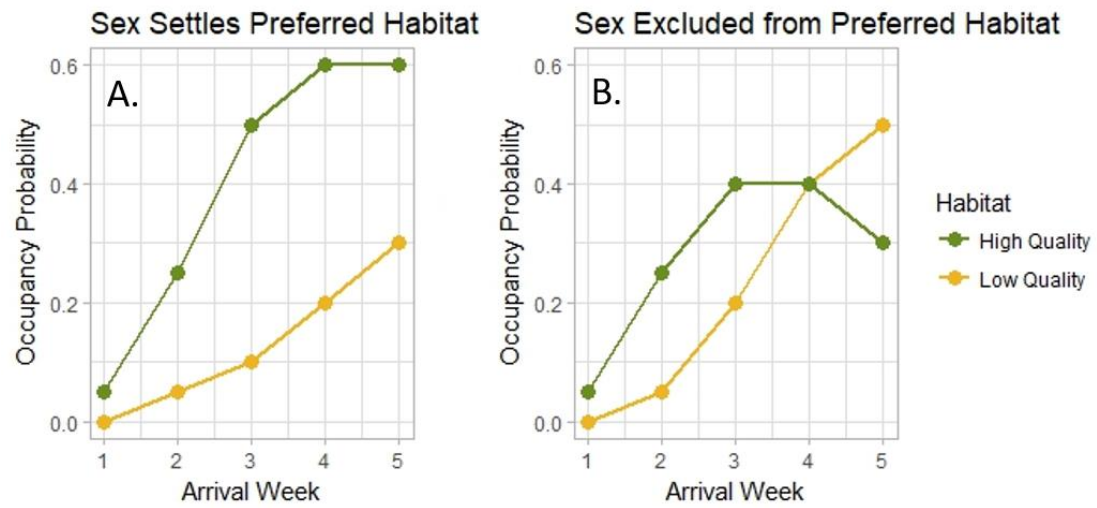 Sex Settles Preferred Habitat
A.
0.6
0.4
0.2
0.0
Occupancy Probability
1 2 3 4 5
Arrival Week
Sex Excluded from Preferred Habitat
B.
0.6
0.4
0.2
0.0
Occupancy Probability
1 2 3 4 5
Arrival Week
Habitat
High Quality
Low Quality